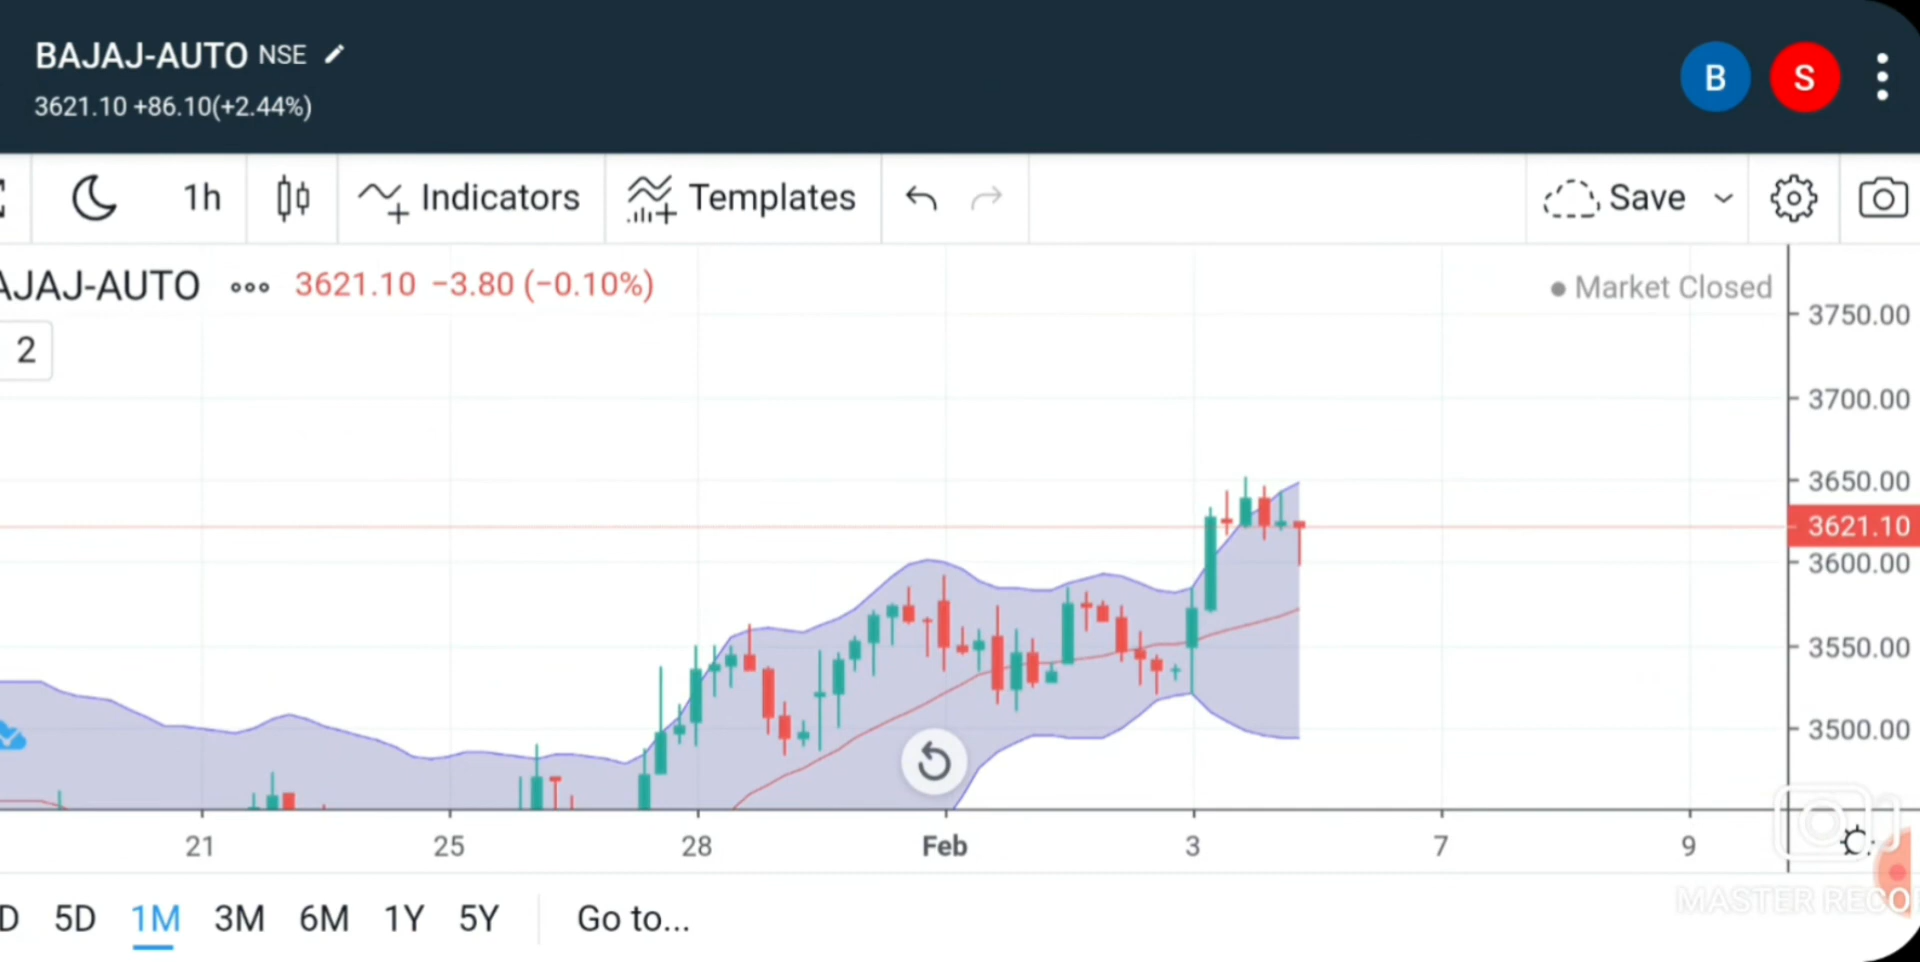 BAJAJ-AUTO NSE
3621.10 +86.10(+2.44%)
B S
1h Indicators Templates Save
AJAJ-AUTO 3621.10 −3.80 (−0.10%)
Market Closed
2
3750.00
3700.00
3650.00
3621.10
3600.00
3550.00
3500.00
21 25 28 Feb 3 7 9
D 5D 1M 3M 6M 1Y 5Y Go to...
MASTER RECO